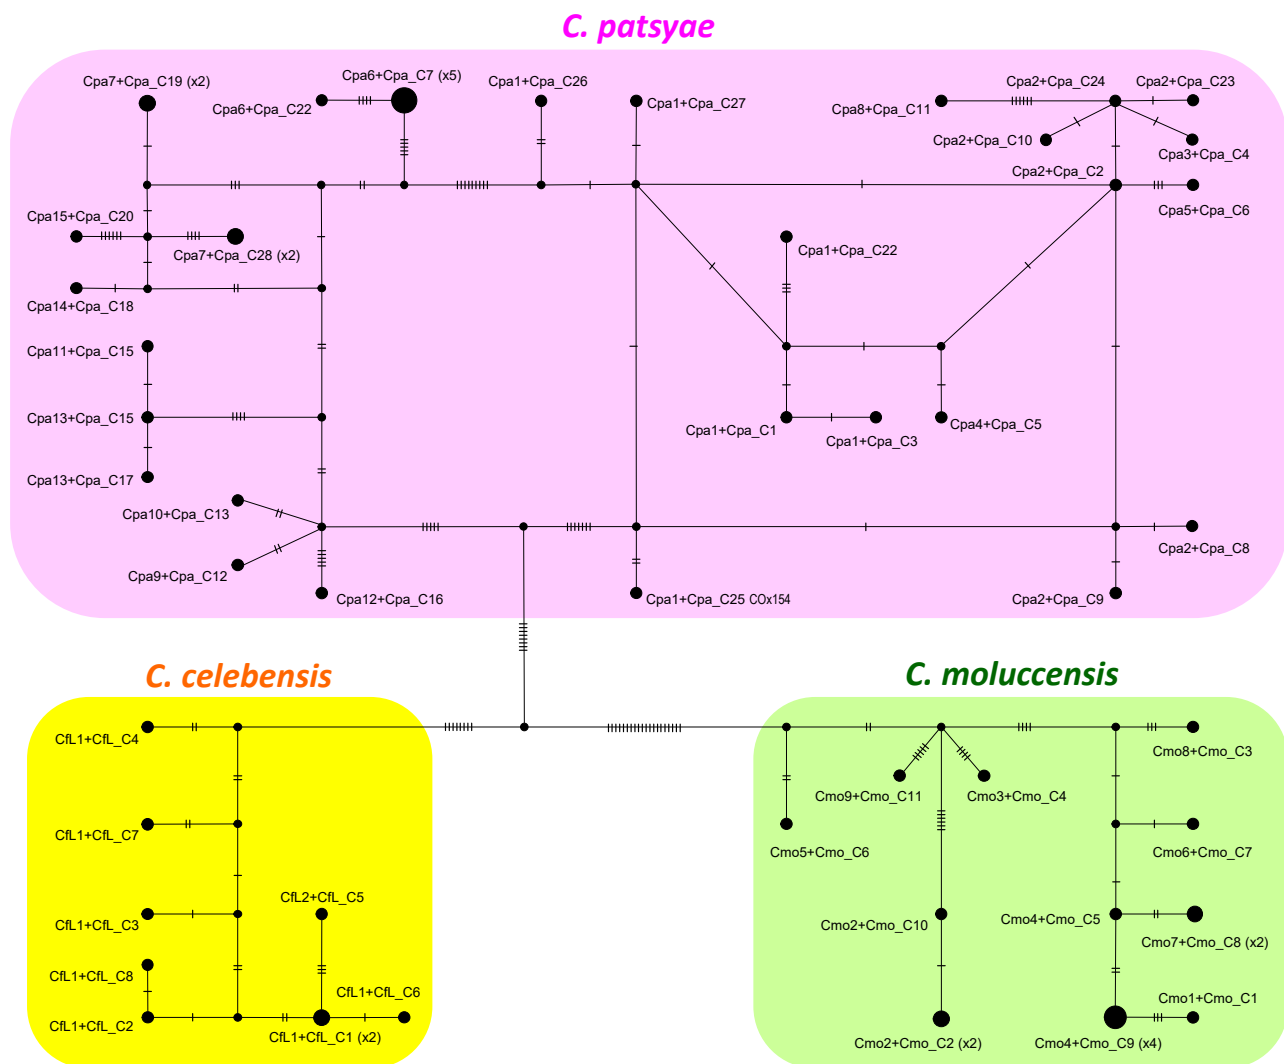 C. patsyae
Cpa7+Cpa_C19 (x2)
Cpa6+Cpa_C7 (x5)
Cpa6+Cpa_C22
Cpa1+Cpa_C26
Cpa1+Cpa_C27
Cpa8+Cpa_C11
Cpa2+Cpa_C24
Cpa2+Cpa_C23
Cpa2+Cpa_C10
Cpa3+Cpa_C4
Cpa2+Cpa_C2
Cpa5+Cpa_C6
Cpa15+Cpa_C20
Cpa7+Cpa_C28 (x2)
Cpa1+Cpa_C22
Cpa14+Cpa_C18
Cpa11+Cpa_C15
Cpa13+Cpa_C15
Cpa1+Cpa_C1
Cpa1+Cpa_C3
Cpa4+Cpa_C5
Cpa13+Cpa_C17
Cpa10+Cpa_C13
Cpa2+Cpa_C8
Cpa9+Cpa_C12
Cpa12+Cpa_C16
Cpa1+Cpa_C25 COx154
Cpa2+Cpa_C9
C. celebensis
CfL1+CfL_C4
CfL1+CfL_C7
CfL2+CfL_C5
CfL1+CfL_C3
CfL1+CfL_C8
CfL1+CfL_C6
CfL1+CfL_C2
CfL1+CfL_C1 (x2)
C. moluccensis
Cmo8+Cmo_C3
Cmo9+Cmo_C11
Cmo3+Cmo_C4
Cmo5+Cmo_C6
Cmo6+Cmo_C7
Cmo2+Cmo_C10
Cmo4+Cmo_C5
Cmo7+Cmo_C8 (x2)
Cmo1+Cmo_C1
Cmo2+Cmo_C2 (x2)
Cmo4+Cmo_C9 (x4)